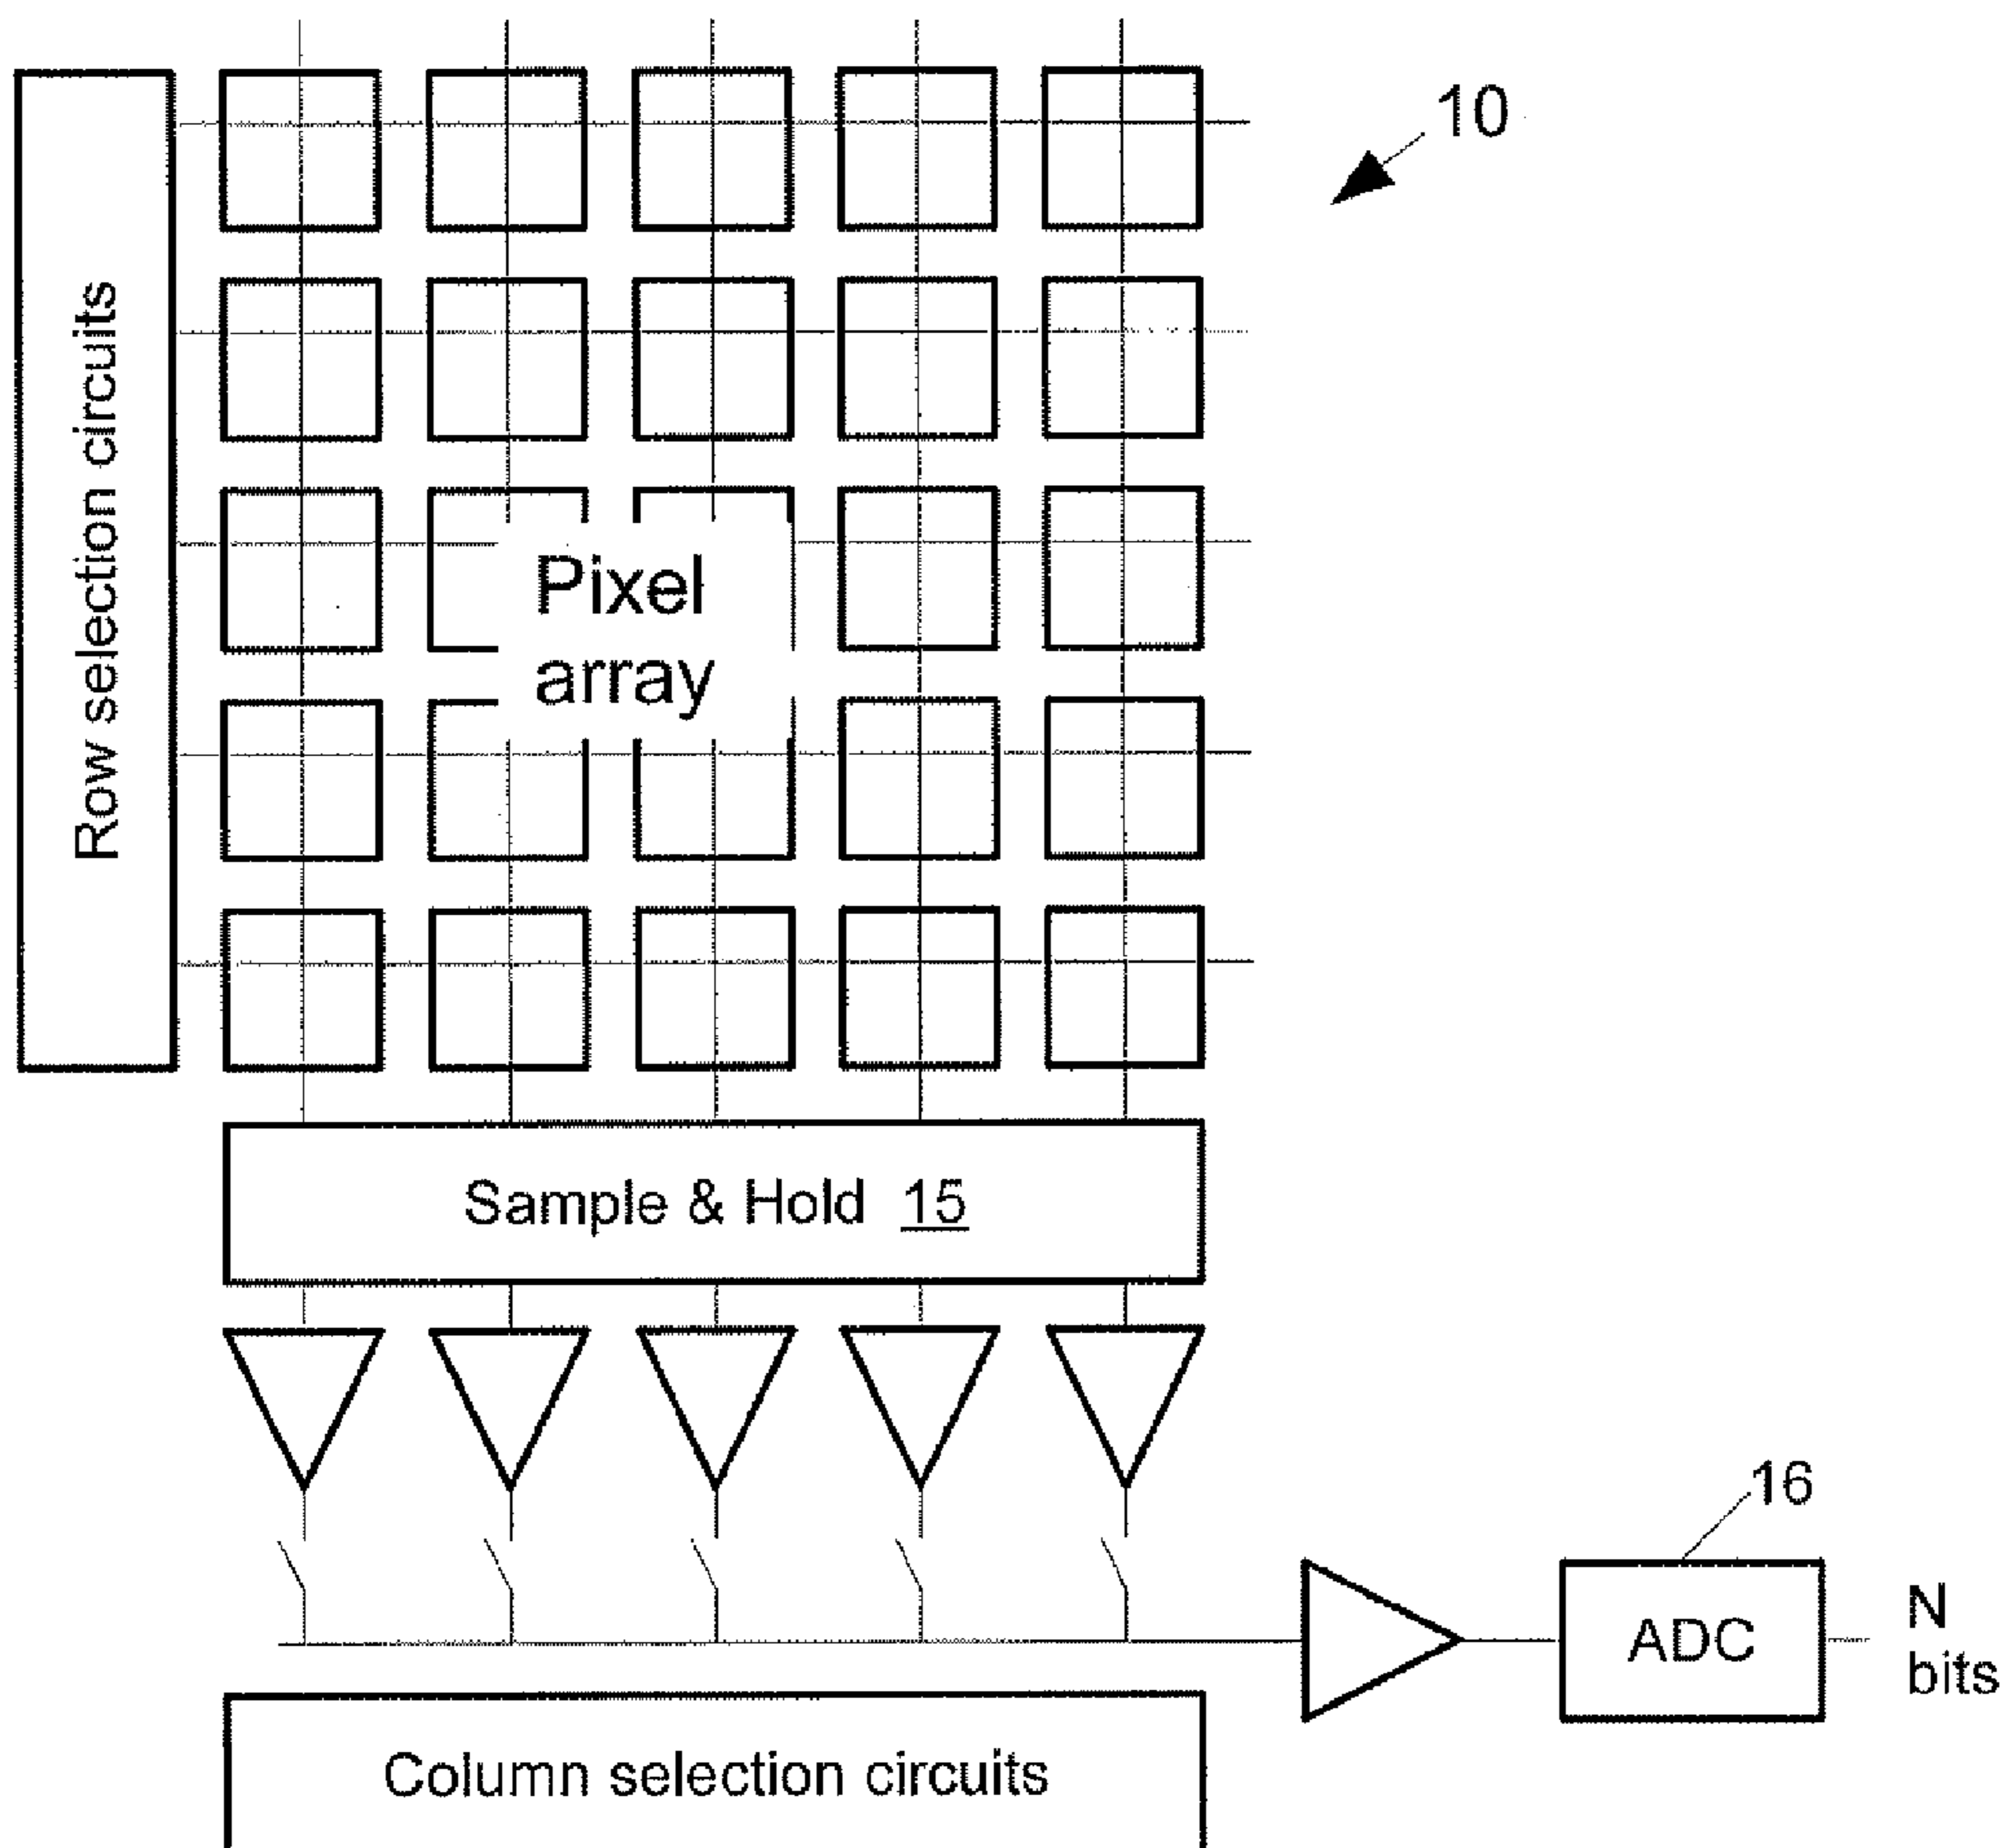 10
Row selection circuits
Pixel
array
Sample & Hold 15
16
ADC
N
bits
Column selection circuits